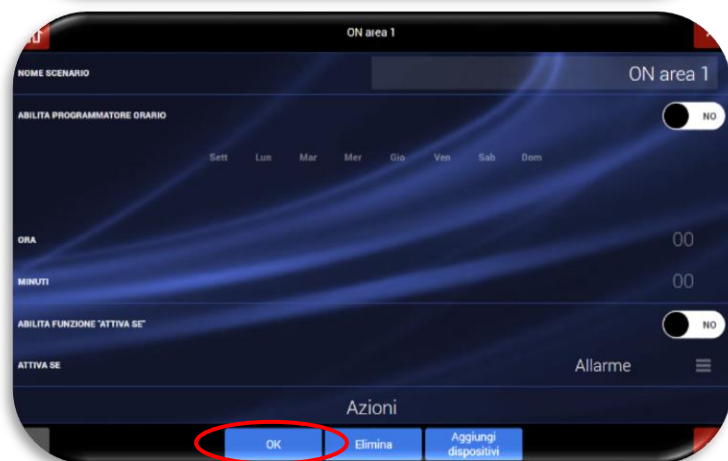 ON area 1
NOME SCENARIO ON area 1
ABILITA PROGRAMMATORE ORARIO NO
Sett Lun Mar Mer Gio Ven Sab Dom
ORA 00
MINUTI 00
ABILITA FUNZIONE "ATTIVA SE" NO
ATTIVA SE Allarme
Azioni
OK Elimina Aggiungi
dispositivi